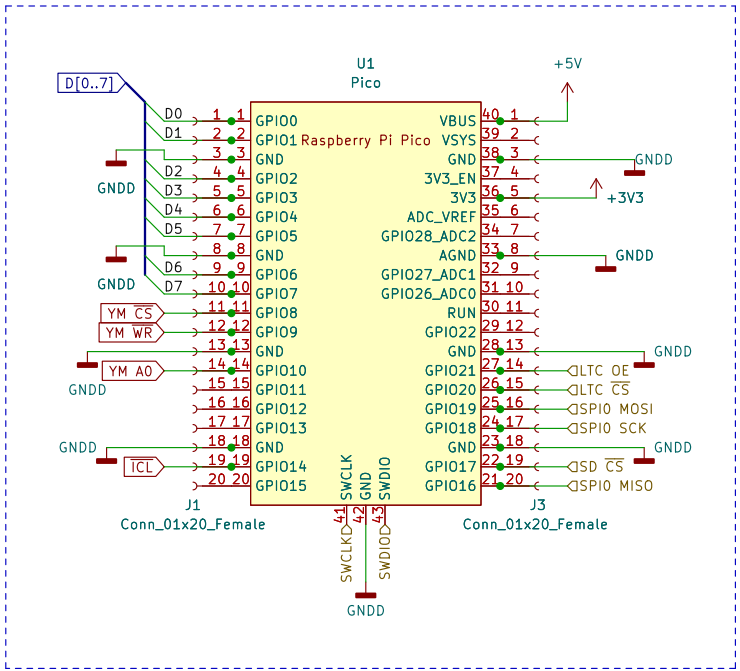 U1
Pico
+5V
D[0..7]
D0 1 1 GPIO0 VBUS 40 1
D1 2 2 GPIO1 Raspberry Pi Pico VSYS 39 2
3 3 GND GND 38 3 GNDD
GNDD
D2 4 4 GPIO2 3V3_EN 37 4
D3 5 5 GPIO3 3V3 36 5 +3V3
D4 6 6 GPIO4 ADC_VREF 35 6
D5 7 7 GPIO5 GPIO28_ADC2 34 7
8 8 GND AGND 33 8 GNDD
GNDD
D6 9 9 GPIO6 GPIO27_ADC1 32 9
D7 10 10 GPIO7 GPIO26_ADC0 31 10
YM CS 11 11 GPIO8 RUN 30 11
YM WR 12 12 GPIO9 GPIO22 29 12
13 13 GND GND 28 13 GNDD
GNDD
YM A0 14 14 GPIO10 GPIO21 27 14 LTC OE
15 15 GPIO11 GPIO20 26 15 LTC CS
16 16 GPIO12 GPIO19 25 16 SPI0 MOSI
17 17 GPIO13 GPIO18 24 17 SPI0 SCK
GNDD 18 18 GND GND 23 18 GNDD
ICL 19 19 GPIO14 GPIO17 22 19 SD CS
20 20 GPIO15 GPIO16 21 20 SPI0 MISO
SWCLK GND SWDIO
41 42 43
J1
Conn_01x20_Female
J3
Conn_01x20_Female
SWCLK
SWDIO
GNDD